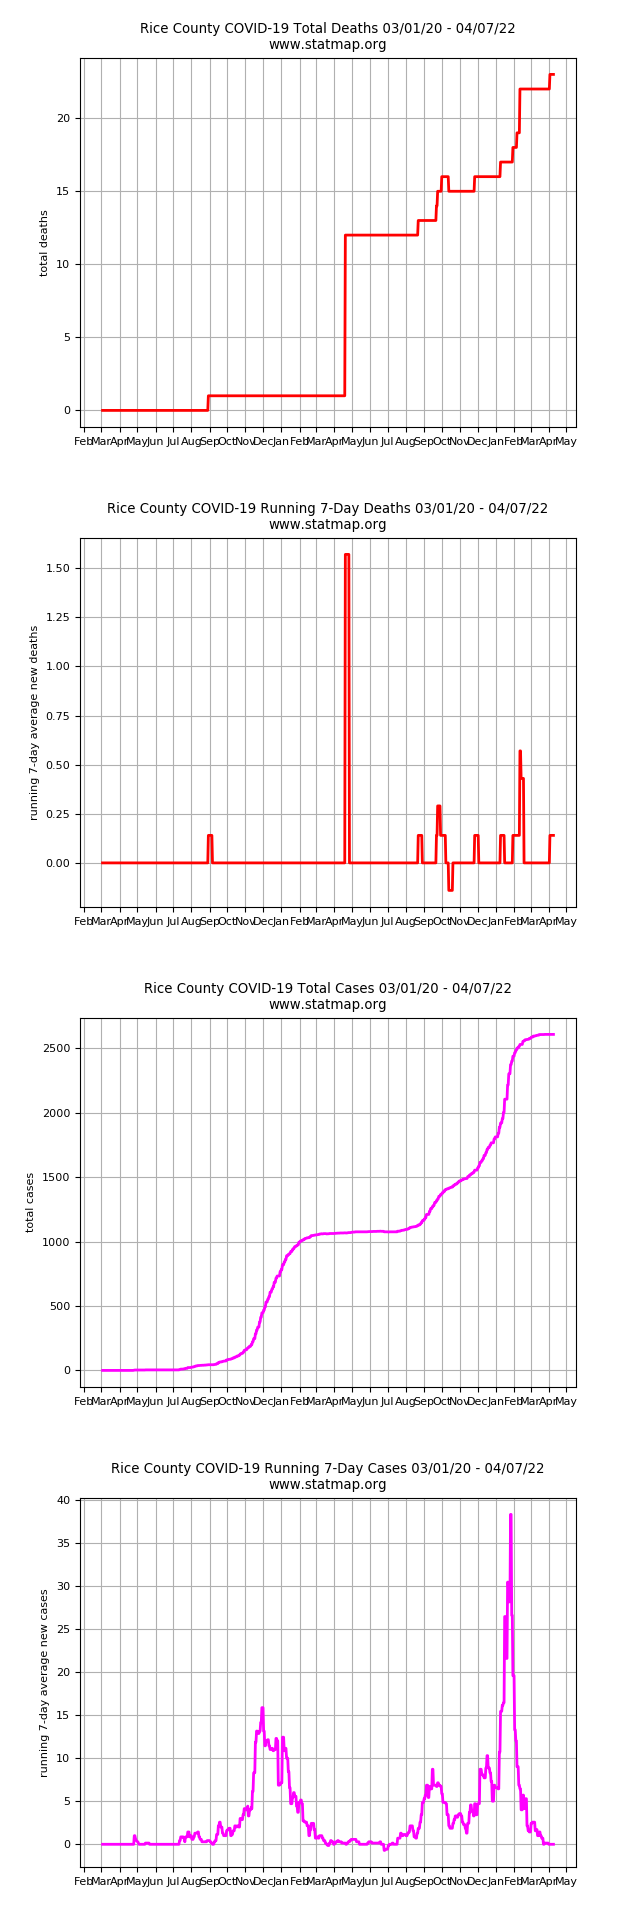 Rice County COVID-19 Total Deaths 03/01/20 - 04/07/22
www.statmap.org
20
15
10
5
0
total deaths
Feb Mar Apr May Jun Jul Aug Sep Oct Nov Dec Jan Feb Mar Apr May Jun Jul Aug Sep Oct Nov Dec Jan Feb Mar Apr May
Rice County COVID-19 Running 7-Day Deaths 03/01/20 - 04/07/22
www.statmap.org
1.50
1.25
1.00
0.75
0.50
0.25
0.00
running 7-day average new deaths
Feb Mar Apr May Jun Jul Aug Sep Oct Nov Dec Jan Feb Mar Apr May Jun Jul Aug Sep Oct Nov Dec Jan Feb Mar Apr May
Rice County COVID-19 Total Cases 03/01/20 - 04/07/22
www.statmap.org
2500
2000
1500
1000
500
0
total cases
Feb Mar Apr May Jun Jul Aug Sep Oct Nov Dec Jan Feb Mar Apr May Jun Jul Aug Sep Oct Nov Dec Jan Feb Mar Apr May
Rice County COVID-19 Running 7-Day Cases 03/01/20 - 04/07/22
www.statmap.org
40
35
30
25
20
15
10
5
0
running 7-day average new cases
Feb Mar Apr May Jun Jul Aug Sep Oct Nov Dec Jan Feb Mar Apr May Jun Jul Aug Sep Oct Nov Dec Jan Feb Mar Apr May